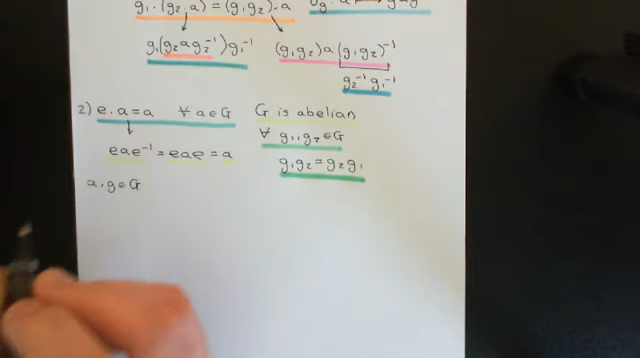 g₁·(g₂·a) = (g₁g₂)·a
g₁(g₂ag₂⁻¹)g₁⁻¹
(g₁g₂)a(g₁g₂)⁻¹
g₂⁻¹g₁⁻¹
2) e·a=a ∀ a∈G
eae⁻¹=eae=a
a,g∈G
G is abelian
∀ g₁,g₂∈G
g₁g₂=g₂g₁